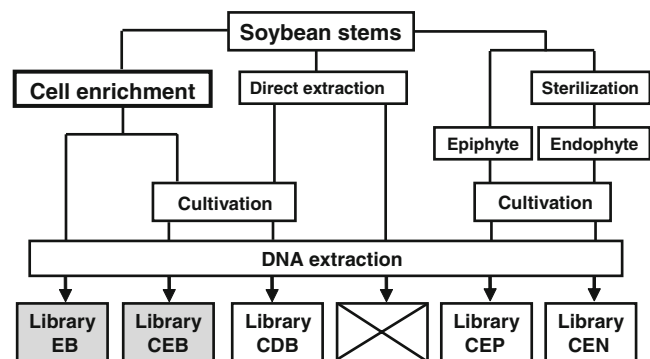 Soybean stems
Cell enrichment
Direct extraction
Sterilization
Epiphyte
Endophyte
Cultivation
Cultivation
DNA extraction
Library
EB
Library
CEB
Library
CDB
Library
CEP
Library
CEN